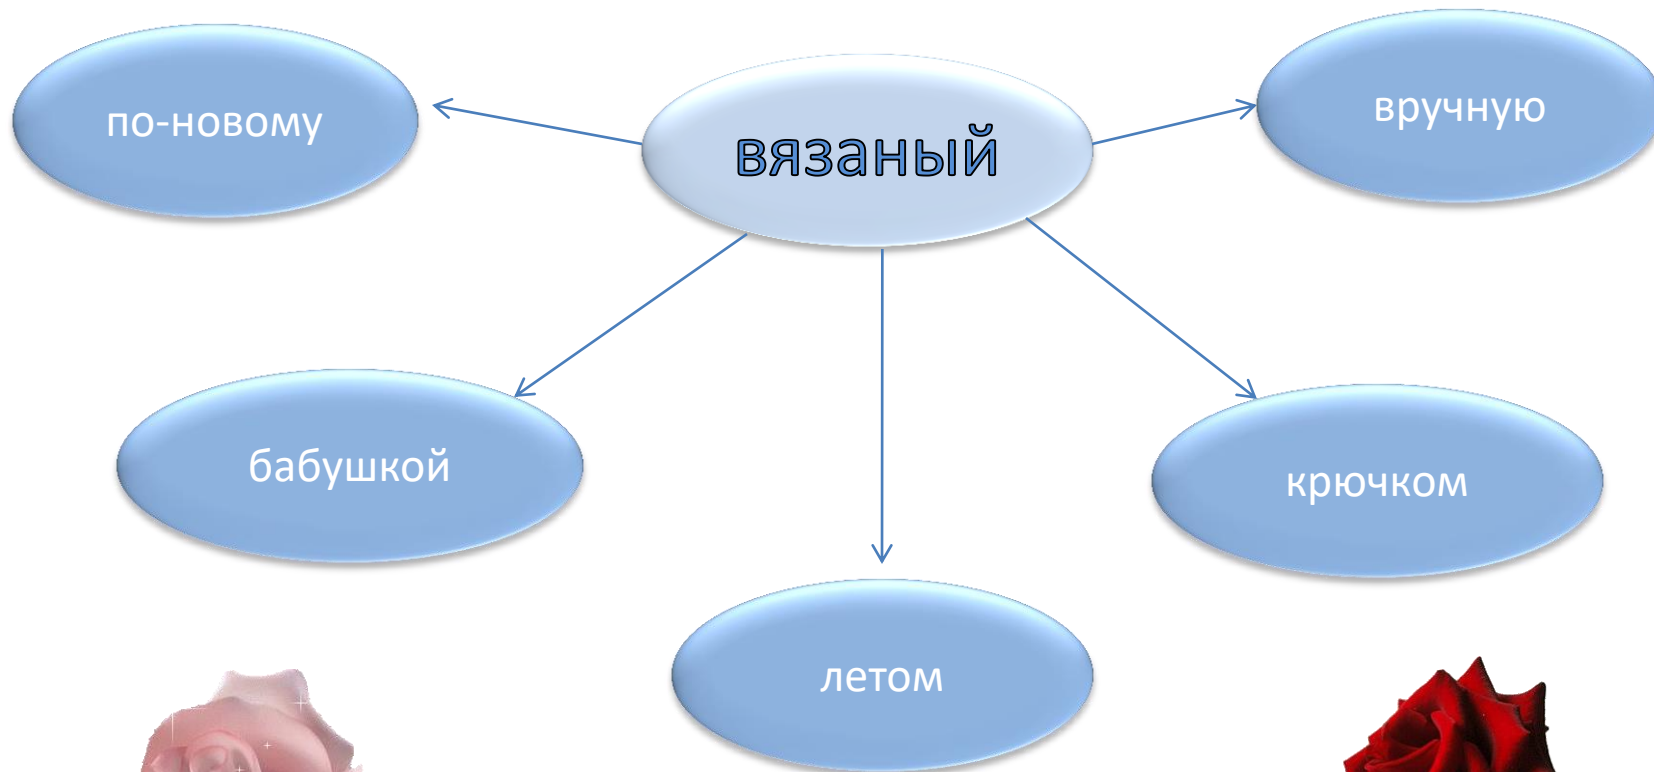 по-новому
вязаный
вручную
бабушкой
крючком
летом